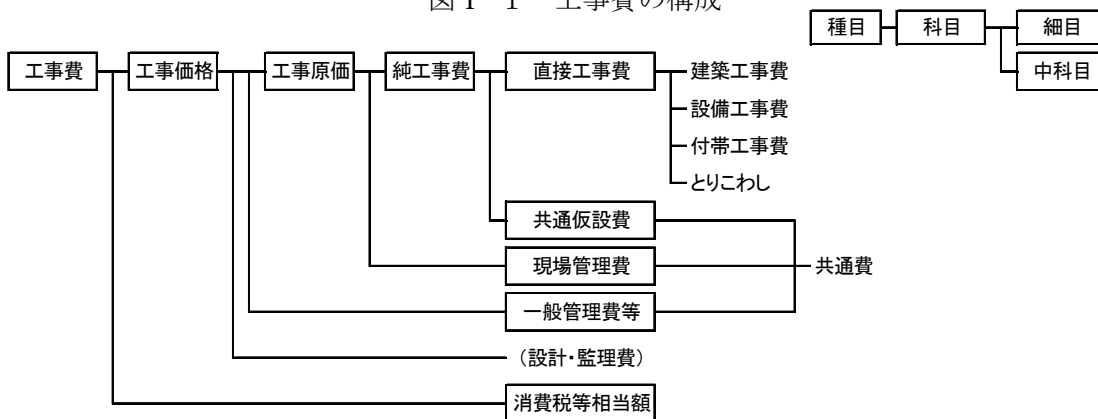 図1-1 工事費の構成
種目 科目 細目
中科目
工事費 工事価格 工事原価 純工事費 直接工事費 建築工事費
設備工事費
付帯工事費
とりこわし
共通仮設費
現場管理費 共通費
一般管理費等
(設計・監理費)
消費税等相当額